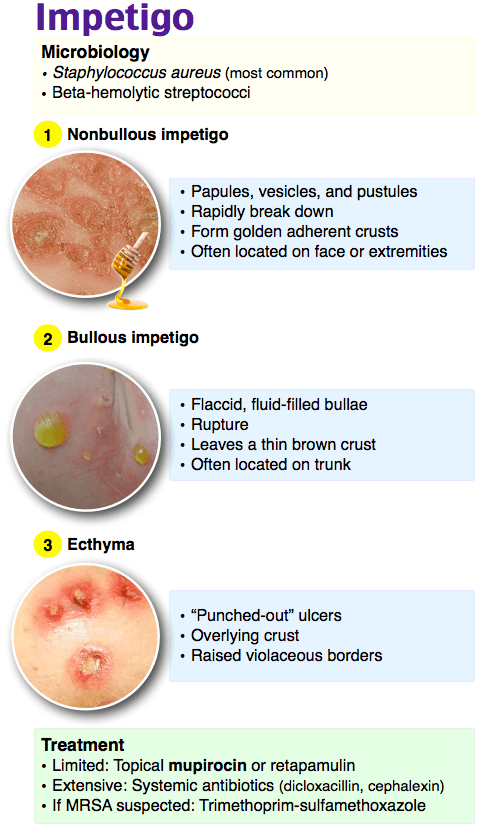 Impetigo
Microbiology
• Staphylococcus aureus (most common)
• Beta-hemolytic streptococci
1 Nonbullous impetigo
• Papules, vesicles, and pustules
• Rapidly break down
• Form golden adherent crusts
• Often located on face or extremities
2 Bullous impetigo
• Flaccid, fluid-filled bullae
• Rupture
• Leaves a thin brown crust
• Often located on trunk
3 Ecthyma
• “Punched-out” ulcers
• Overlying crust
• Raised violaceous borders
Treatment
• Limited: Topical mupirocin or retapamulin
• Extensive: Systemic antibiotics (dicloxacillin, cephalexin)
• If MRSA suspected: Trimethoprim-sulfamethoxazole